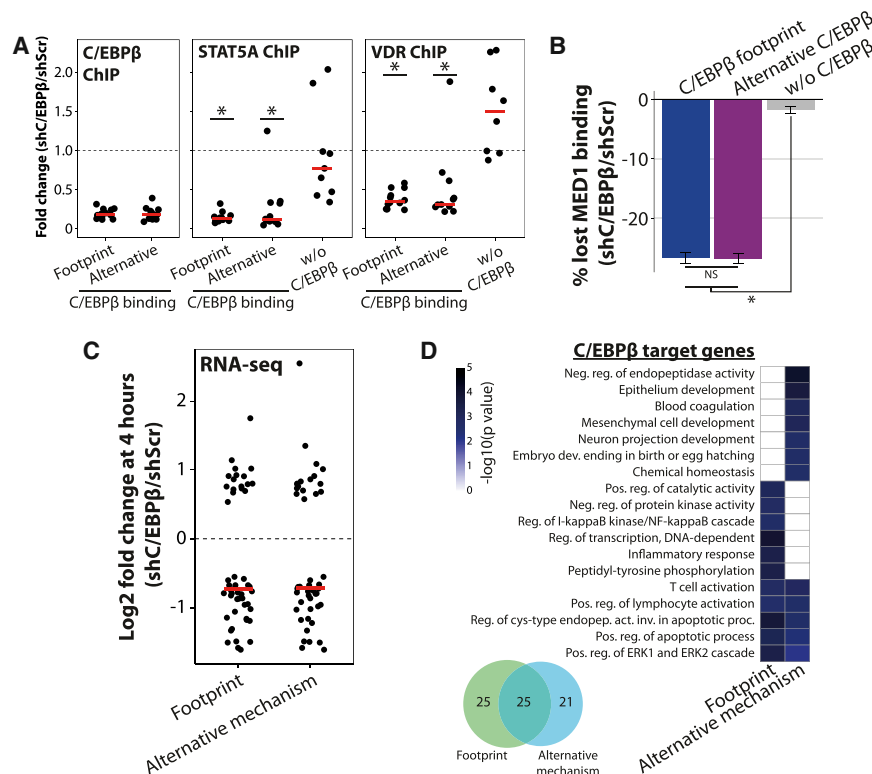 A
C/EBPβ
ChIP
STAT5A ChIP
VDR ChIP
Fold change (shC/EBPβ/shScr)
2.0
1.5
1.0
0.5
0
*
*
*
*
Footprint
Alternative
C/EBPβ binding
Footprint
Alternative
w/o
C/EBPβ
C/EBPβ binding
Footprint
Alternative
w/o
C/EBPβ
C/EBPβ binding
B
C/EBPβ footprint
Alternative C/EBPβ
w/o C/EBPβ
% lost MED1 binding
(shC/EBPβ/shScr)
0
-10
-20
NS
*
C
RNA-seq
Log2 fold change at 4 hours
(shC/EBPβ/shScr)
2
1
0
-1
Footprint
Alternative mechanism
D
C/EBPβ target genes
5
4
3
2
1
0
-log10(p value)
Neg. reg. of endopeptidase activity
Epithelium development
Blood coagulation
Mesenchymal cell development
Neuron projection development
Embryo dev. ending in birth or egg hatching
Chemical homeostasis
Pos. reg. of catalytic activity
Neg. reg. of protein kinase activity
Reg. of I-kappaB kinase/NF-kappaB cascade
Reg. of transcription, DNA-dependent
Inflammatory response
Peptidyl-tyrosine phosphorylation
T cell activation
Pos. reg. of lymphocyte activation
Reg. of cys-type endopep. act. inv. in apoptotic proc.
Pos. reg. of apoptotic process
Pos. reg. of ERK1 and ERK2 cascade
Footprint
Alternative mechanism
25
25
21
Footprint
Alternative
mechanism